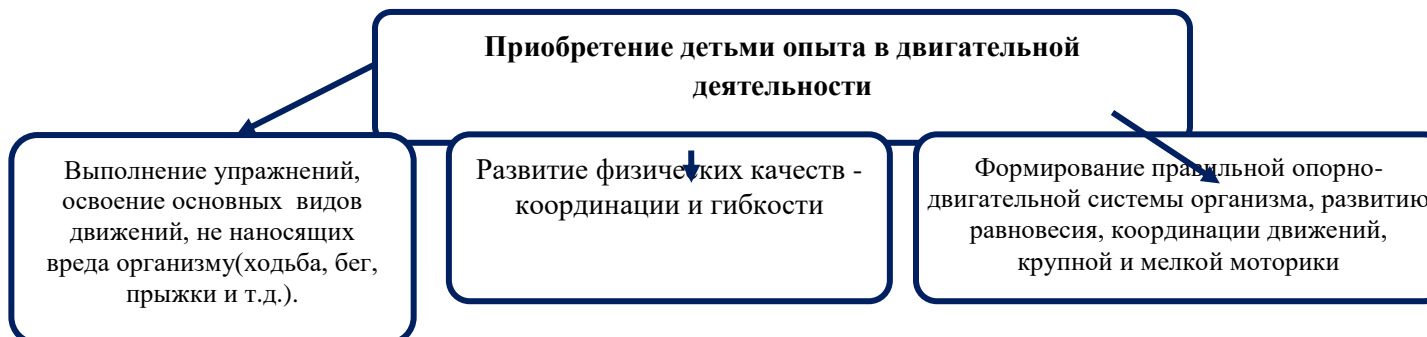 Приобретение детьми опыта в двигательной
деятельности
Выполнение упражнений,
освоение основных видов
движений, не наносящих
вреда организму(ходьба, бег,
прыжки и т.д.).
Развитие физических качеств -
координации и гибкости
Формирование правильной опорно-
двигательной системы организма, развитию
равновесия, координации движений,
крупной и мелкой моторики